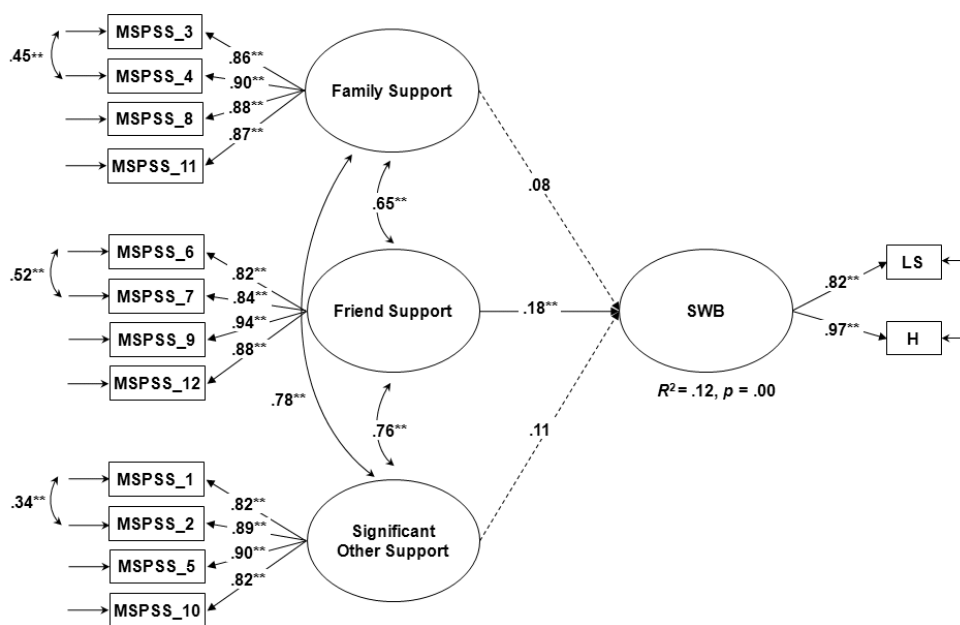 MSPSS_3
.45**
MSPSS_4
MSPSS_8
MSPSS_11
.86**
.90**
.88**
.87**
Family Support
.08
.65**
MSPSS_6
.52**
MSPSS_7
MSPSS_9
MSPSS_12
.82**
.84**
.94**
.88**
Friend Support
.18**
SWB
R² = .12, p = .00
.82**
.97**
LS
H
.78**
.76**
.11
MSPSS_1
.34**
MSPSS_2
MSPSS_5
MSPSS_10
.82**
.89**
.90**
.82**
Significant
Other Support